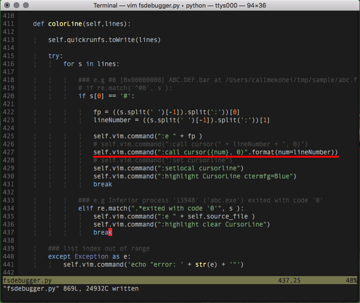 Terminal — vim fsdebugger.py • python — ttys000 — 94×36
410
411 def colorLine(self,lines):
412
413 self.quickrunfs.toWrite(lines)
414
415 try:
416 for s in lines:
417
418 ### e g #0 [0x00000000] ABC.DEF.bar at /Users/callmekohei/tmp/sample/abc.f
419 # if re.match( '^#0', s ):
420 if s[0] == '#':
421
422 fp = ((s.split(' ')[-1]).split(':'))[0]
423 lineNumber = ((s.split(' ')[-1]).split(':'))[1]
424
425 self.vim.command(":e " + fp )
426 # self.vim.command(":call cursor(" + lineNumber + ", 0)")
427 self.vim.command(":call cursor({num}, 0)".format(num=lineNumber))
428 # self.vim.command("set cursorline")
429 self.vim.command(":setlocal cursorline")
430 self.vim.command(":highlight CursorLine ctermfg=Blue")
431 break
432
433 ### e.g Inferior process '13948' ('abc.exe') exited with code '0'
434 elif re.match(".*exited with code '0'", s ):
435 self.vim.command(":e " + self.source_file )
436 self.vim.command(":highlight clear CursorLine")
437 break
438
439 ### list index out of range
440 except Exception as e:
441 self.vim.command('echo "error: ' + str(e) + '"')
fsdebugger.py 437,25 48%
"fsdebugger.py" 869L, 24932C written